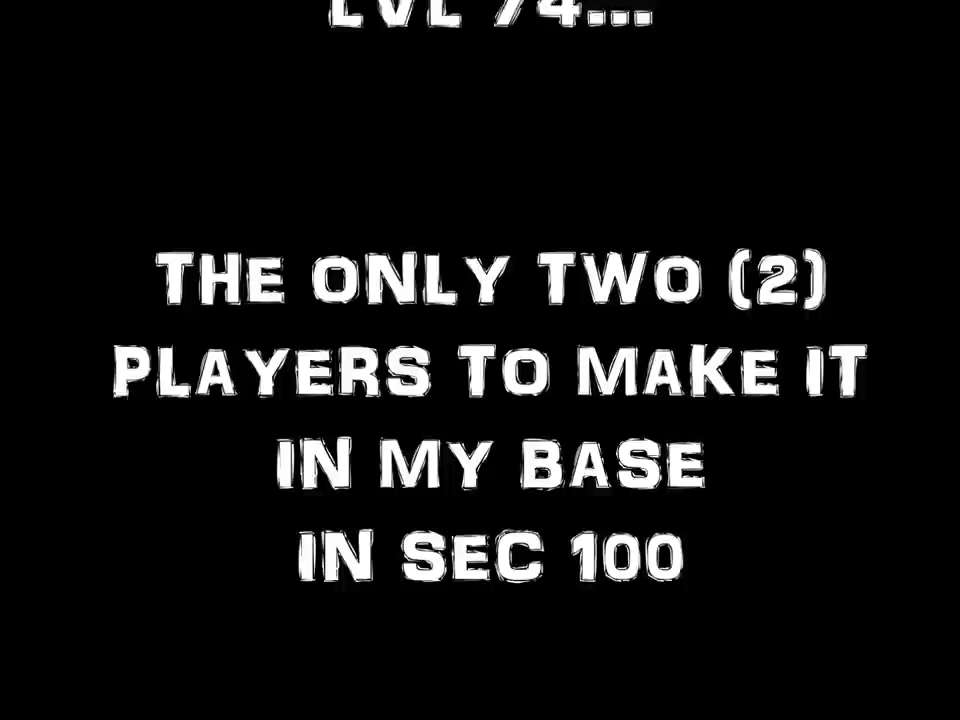 LVL 74...
THE ONLY TWO (2)
PLAYERS TO MAKE IT
IN MY BASE
IN SEC 100